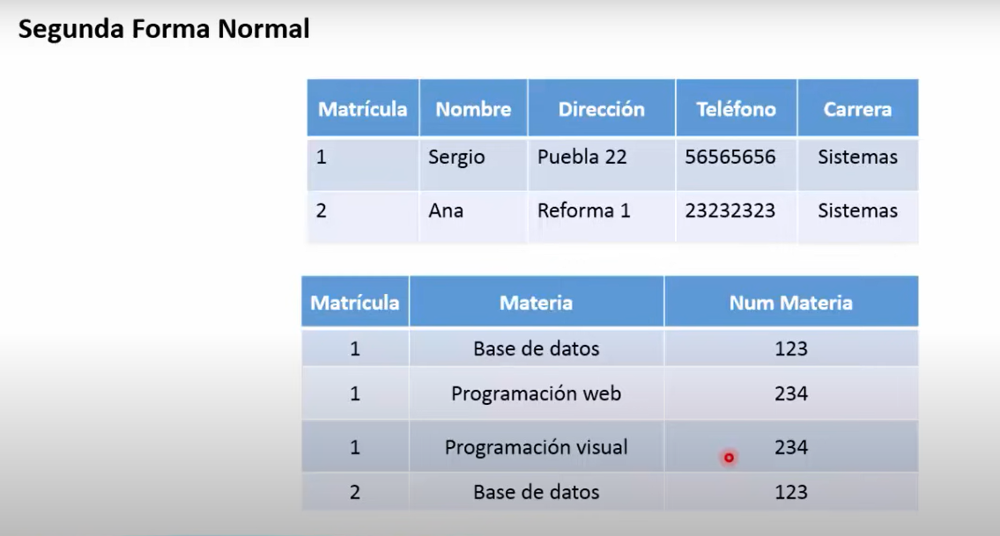 Segunda Forma Normal
Matrícula Nombre Dirección Teléfono Carrera
1 Sergio Puebla 22 56565656 Sistemas
2 Ana Reforma 1 23232323 Sistemas
Matrícula Materia Num Materia
1 Base de datos 123
1 Programación web 234
1 Programación visual 234
2 Base de datos 123